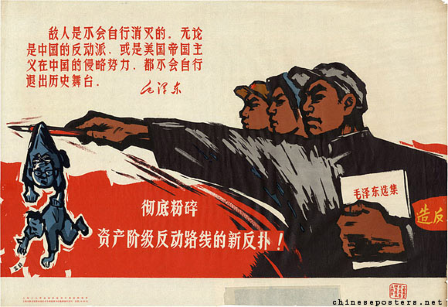 敌人是不会自行消灭的。无论
是中国的反动派，或是美国帝国主
义在中国的侵略势力，都不会自行
退出历史舞台。
毛泽东
毛泽东选集
造反
彻底粉碎
资产阶级反动路线的新反扑！
chineseposters.net